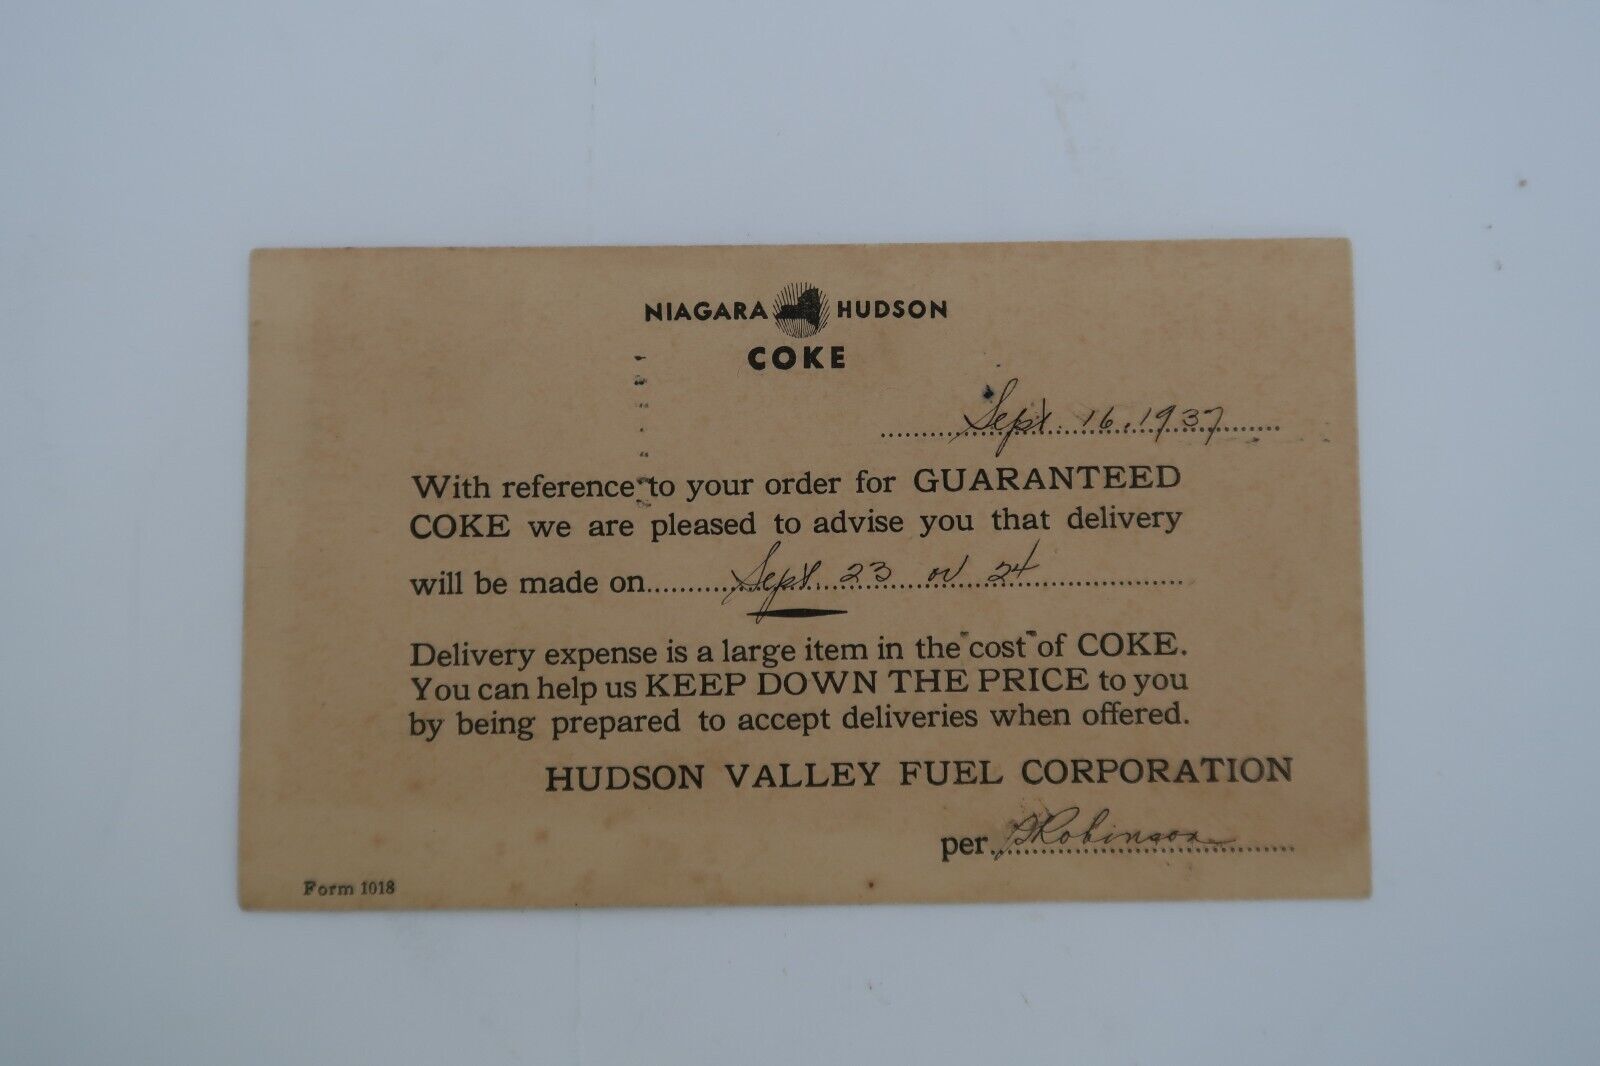 NIAGARA HUDSON
COKE
Sept. 16, 1937
With reference to your order for GUARANTEED
COKE we are pleased to advise you that delivery
will be made on Sept. 23 or 24
Delivery expense is a large item in the cost of COKE.
You can help us KEEP DOWN THE PRICE to you
by being prepared to accept deliveries when offered.
HUDSON VALLEY FUEL CORPORATION
per Robinson
Form 1018